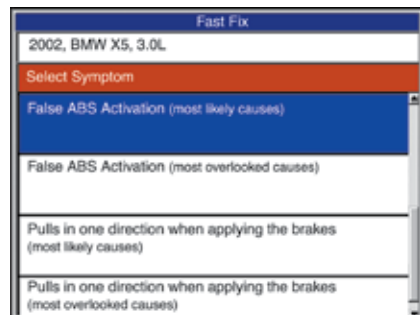 Fast Fix
2002, BMW X5, 3.0L
Select Symptom
False ABS Activation (most likely causes)
False ABS Activation (most overlooked causes)
Pulls in one direction when applying the brakes
(most likely causes)
Pulls in one direction when applying the brakes
(most overlooked causes)